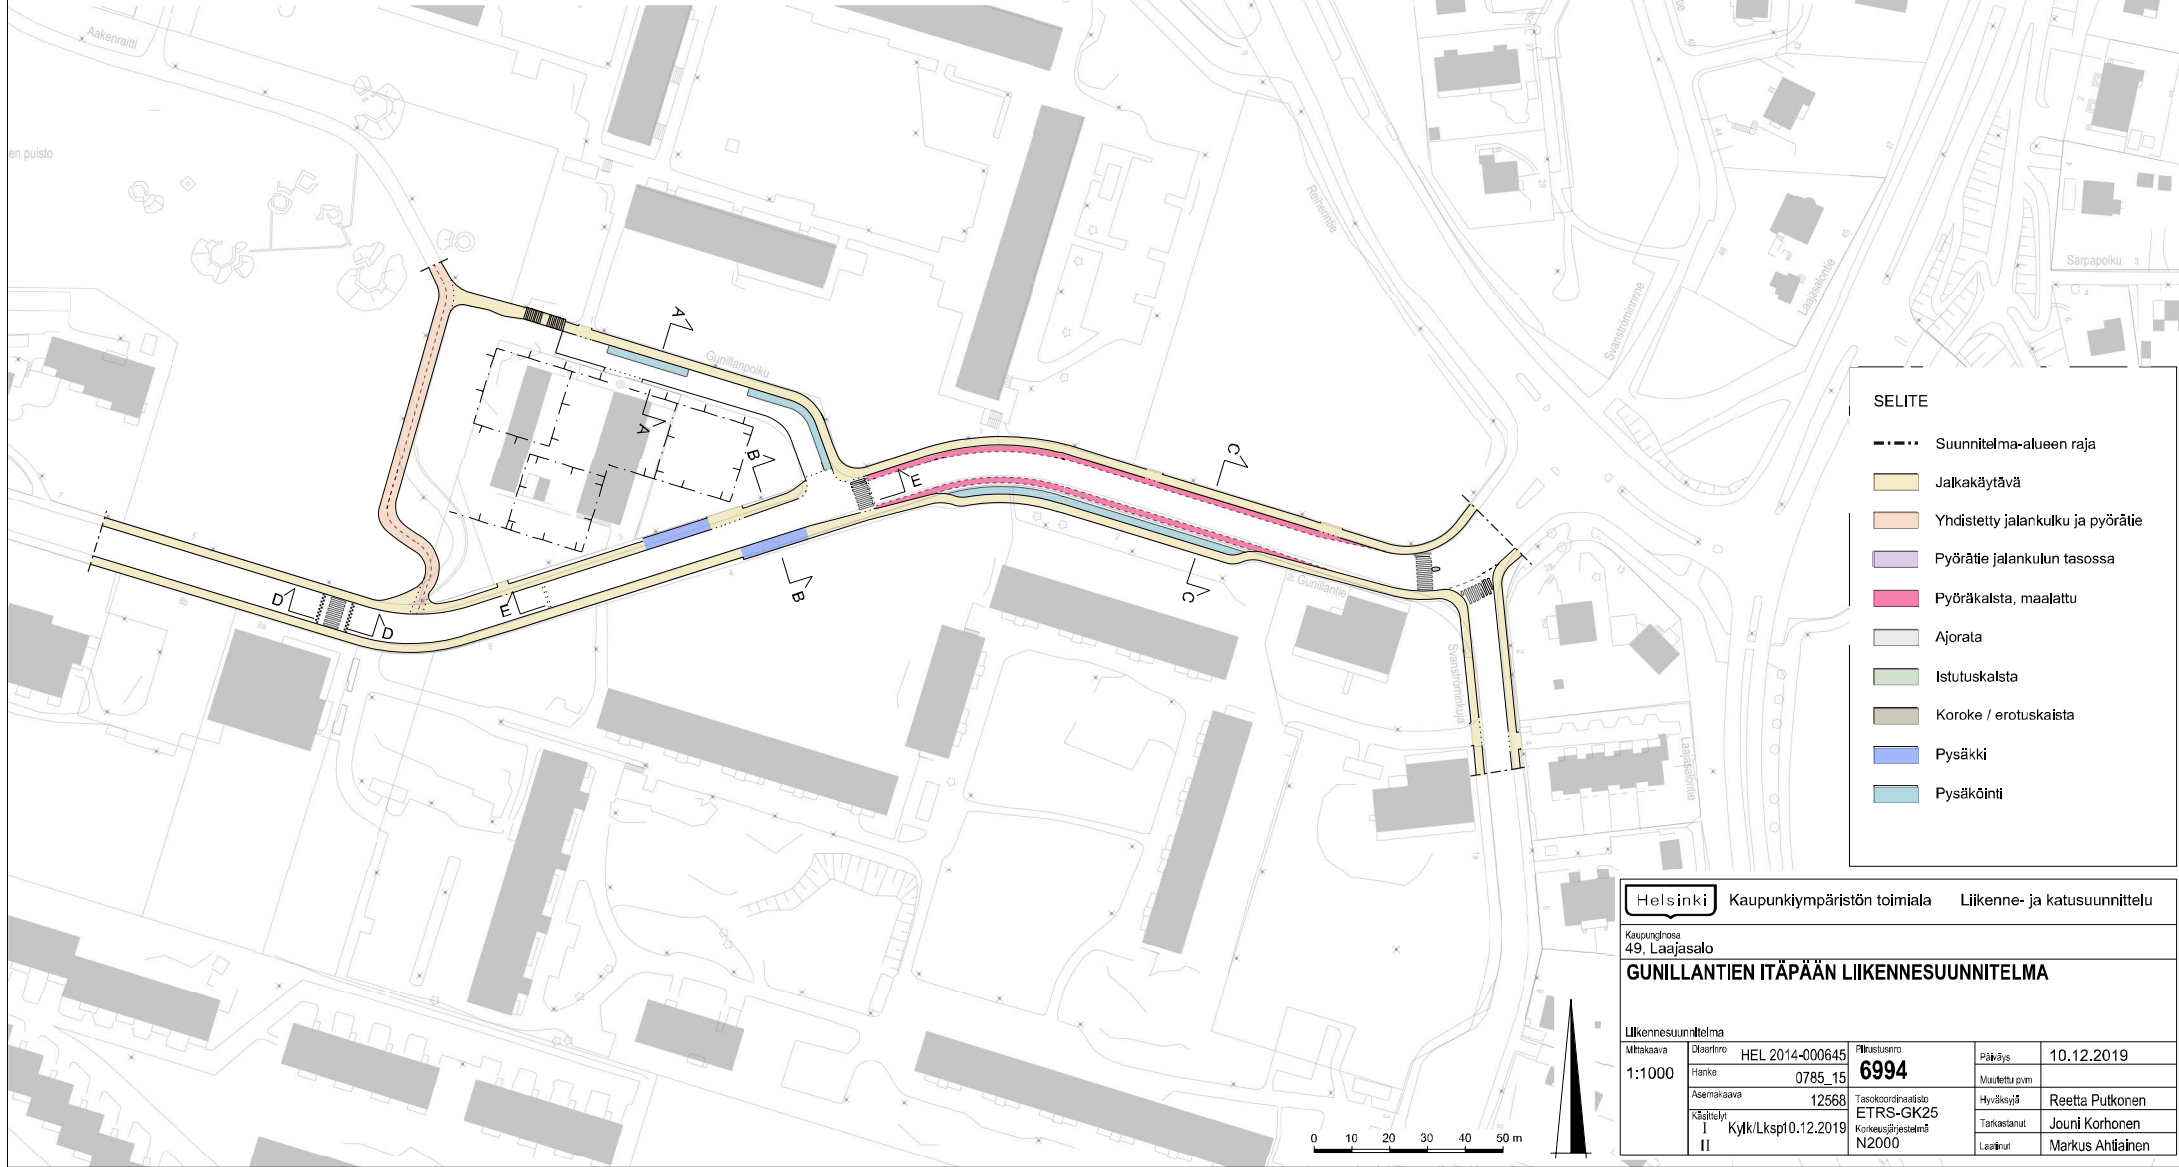 Aakenraitti
en puisto
Reiherintie
Svanströminrinne
Laajasalontie
Sarpapolku
Gunillanpolku
A
A
B
B
C
C
D
D
E
E
Gunillantie
Svanströminkuja
Laajasalontie
SELITE
Suunnitelma-alueen raja
Jalkakäytävä
Yhdistetty jalankulku ja pyörätie
Pyörätie jalankulun tasossa
Pyöräkaista, maalattu
Ajorata
Istutuskaista
Koroke / erotuskaista
Pysäkki
Pysäköinti
Helsinki Kaupunkiympäristön toimiala Liikenne- ja katusuunnittelu
Kaupunginosa
49, Laajasalo
GUNILLANTIEN ITÄPÄÄN LIIKENNESUUNNITELMA
Liikennesuunnitelma
Mittakaava
1:1000
Diaarinro HEL 2014-000645
Hanke 0785_15
Asemakaava 12568
Käsittelyt
I Kylk/Lksp10.12.2019
II
Piirustusnro
6994
Tasokoordinaatisto
ETRS-GK25
Korkeusjärjestelmä
N2000
Päiväys 10.12.2019
Muutettu pvm
Hyväksyjä Reetta Putkonen
Tarkastanut Jouni Korhonen
Laatinut Markus Ahtiainen
0 10 20 30 40 50 m